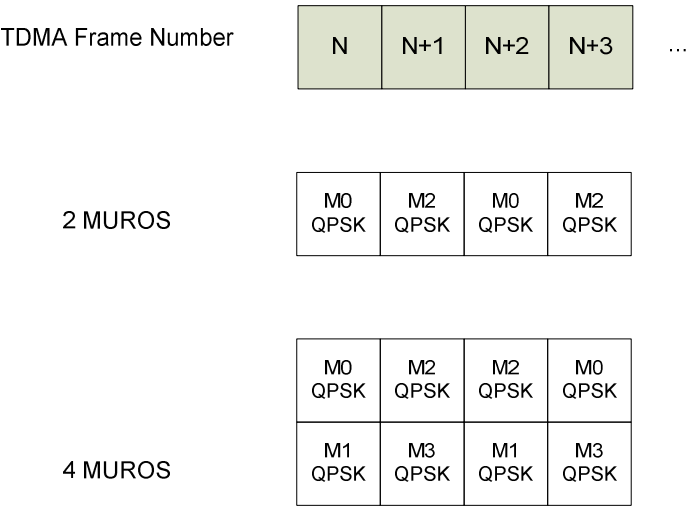 TDMA Frame Number N N+1 N+2 N+3 ...
M0 M2 M0 M2
2 MUROS QPSK QPSK QPSK QPSK
M0 M2 M2 M0
QPSK QPSK QPSK QPSK
M1 M3 M1 M3
4 MUROS QPSK QPSK QPSK QPSK